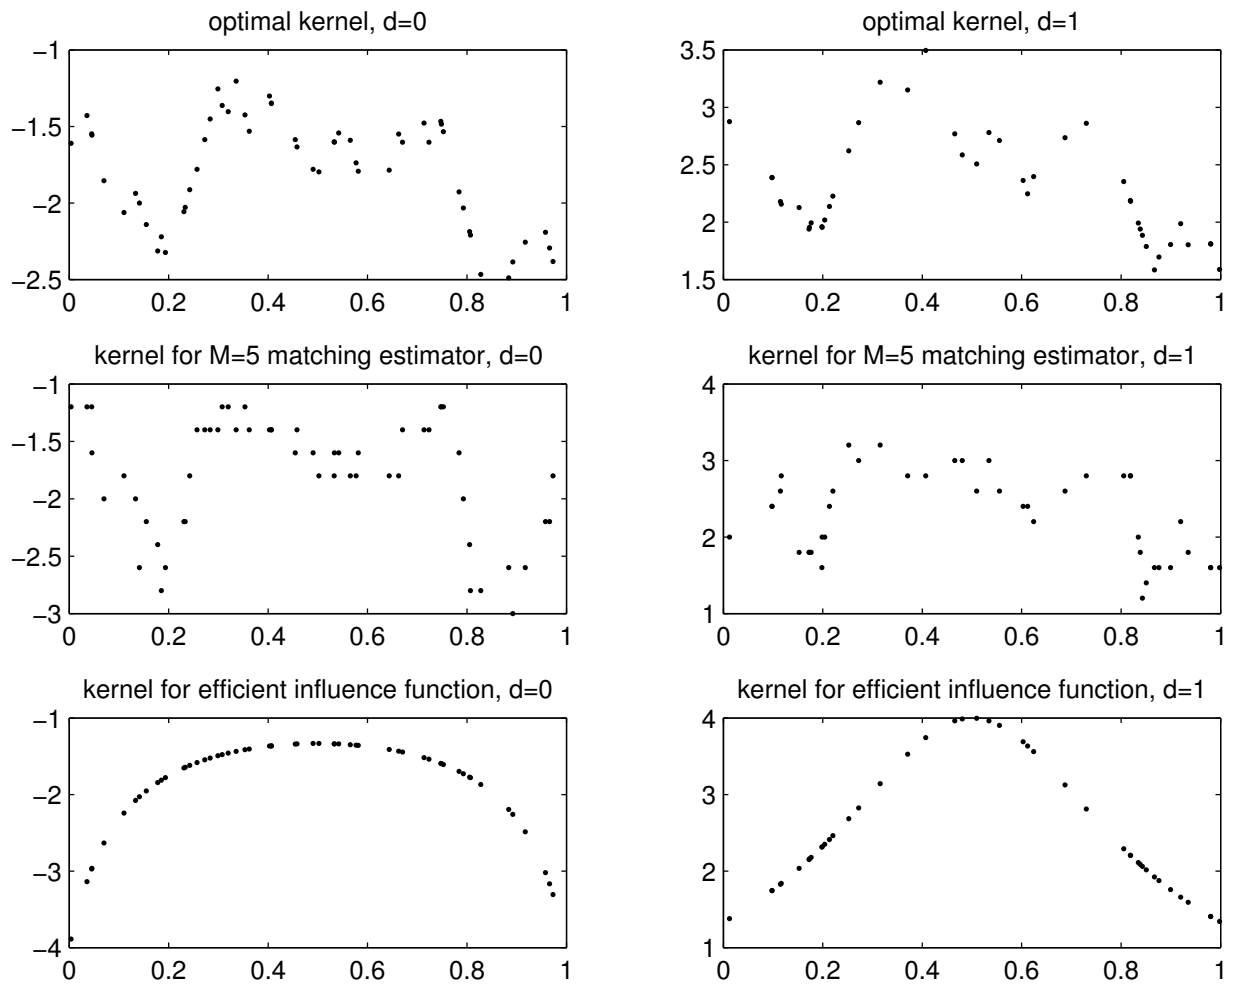 optimal kernel, d=0
−1
−1.5
−2
−2.5
0 0.2 0.4 0.6 0.8 1
optimal kernel, d=1
3.5
3
2.5
2
1.5
0 0.2 0.4 0.6 0.8 1
kernel for M=5 matching estimator, d=0
−1
−1.5
−2
−2.5
−3
0 0.2 0.4 0.6 0.8 1
kernel for M=5 matching estimator, d=1
4
3
2
1
0 0.2 0.4 0.6 0.8 1
kernel for efficient influence function, d=0
−1
−2
−3
−4
0 0.2 0.4 0.6 0.8 1
kernel for efficient influence function, d=1
4
3
2
1
0 0.2 0.4 0.6 0.8 1